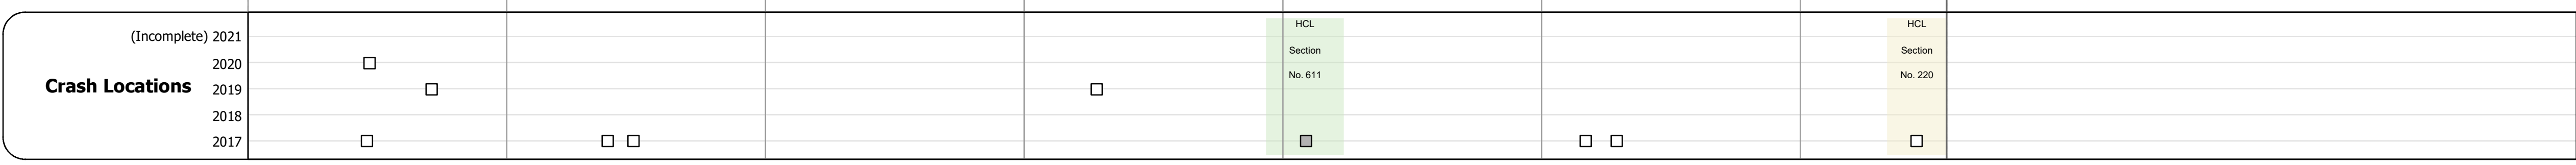 Crash Locations
(Incomplete) 2021
2020
2019
2018
2017
HCL
Section
No. 611
HCL
Section
No. 220